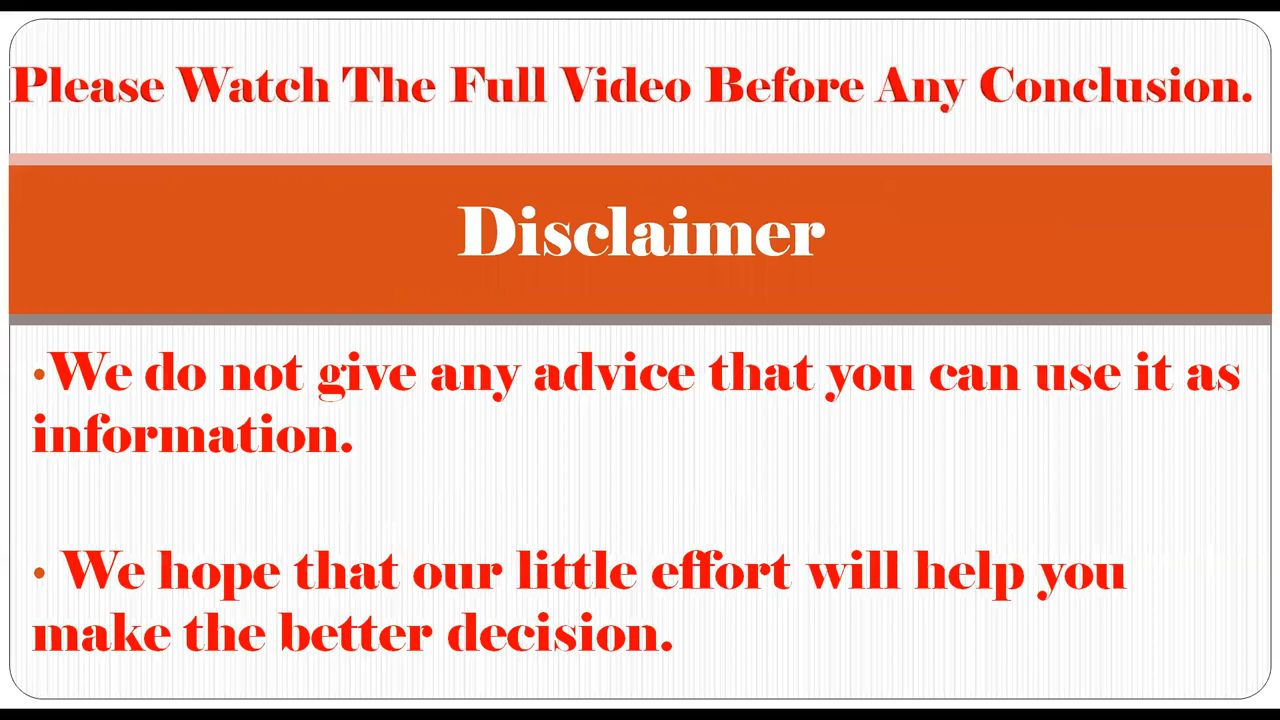 Please Watch The Full Video Before Any Conclusion.
Disclaimer
•We do not give any advice that you can use it as
information.
• We hope that our little effort will help you
make the better decision.